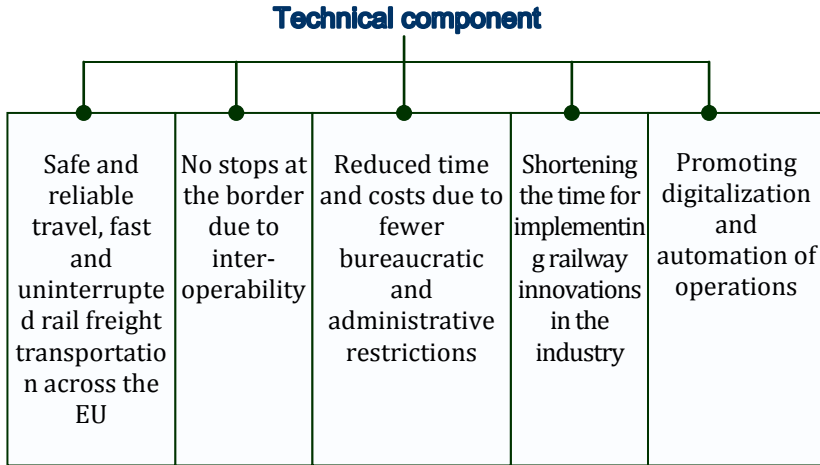 Technical component
Safe and
reliable
travel, fast
and
uninterrupte
d rail freight
transportatio
n across the
EU
No stops at
the border
due to
inter-
operability
Reduced time
and costs due to
fewer
bureaucratic
and
administrative
restrictions
Shortening
the time for
implementin
g railway
innovations
in the
industry
Promoting
digitalization
and
automation of
operations